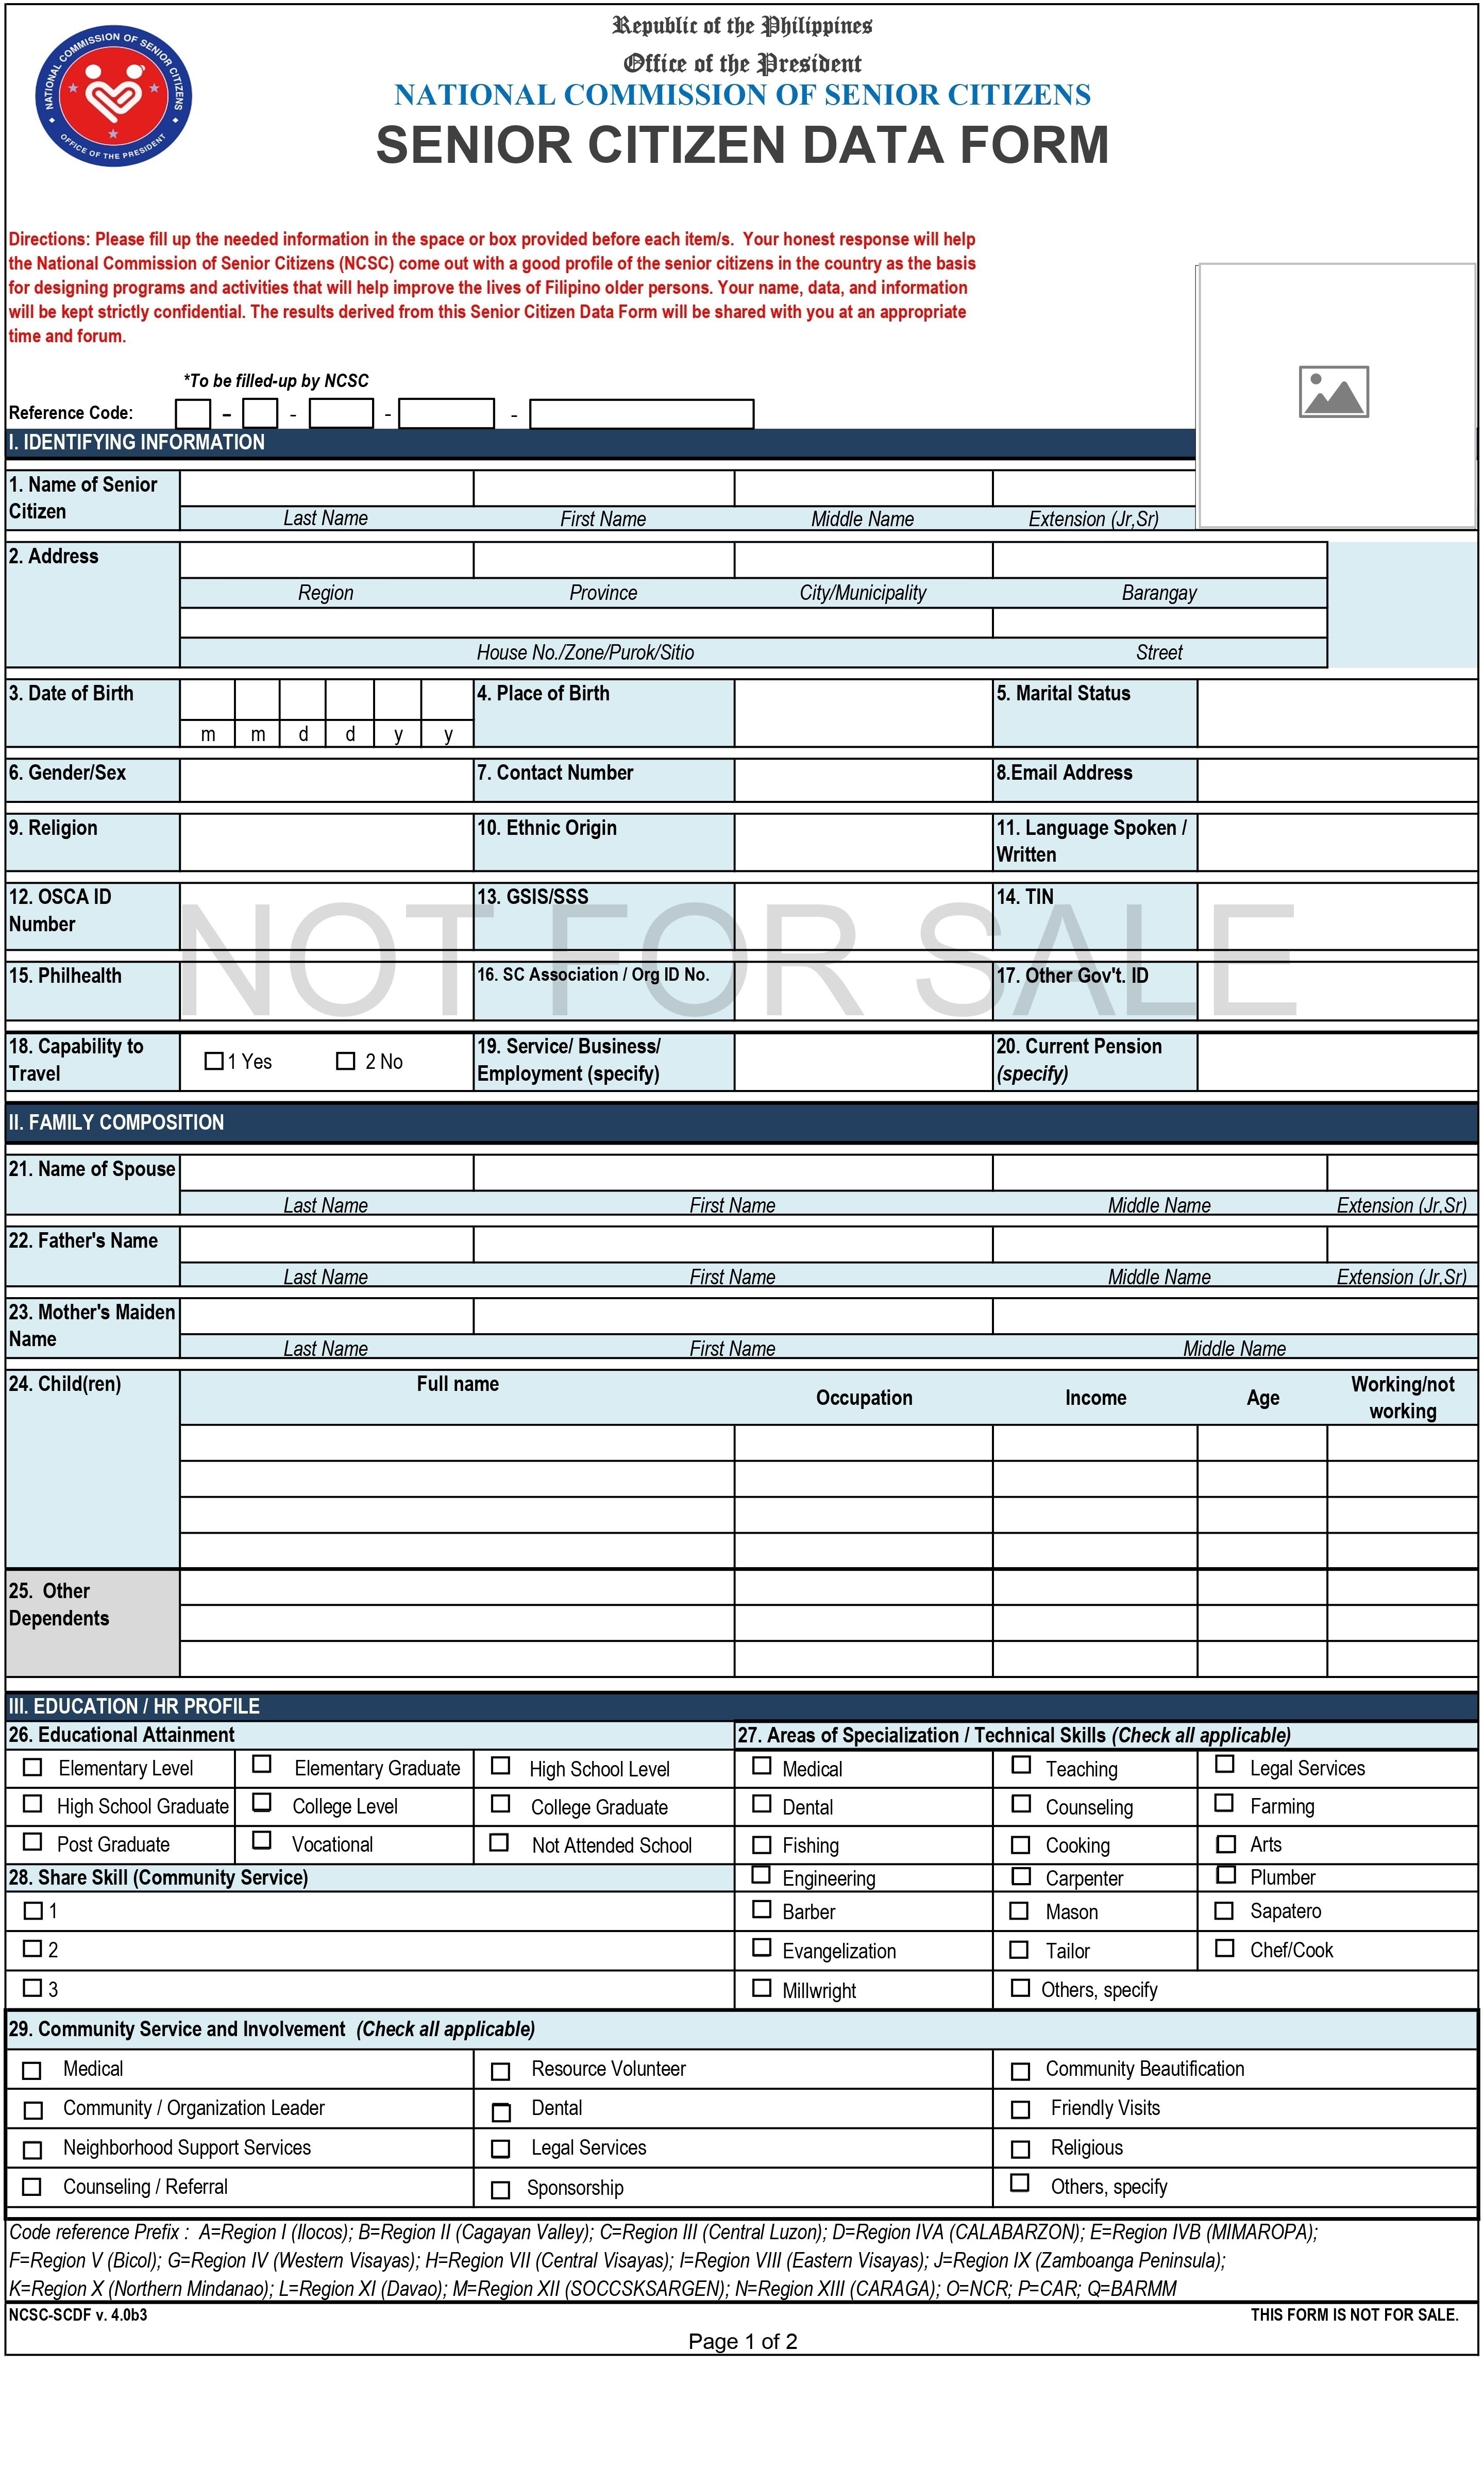 Republic of the Philippines
Office of the President
NATIONAL COMMISSION OF SENIOR CITIZENS
SENIOR CITIZEN DATA FORM
NATIONAL COMMISSION OF SENIOR CITIZENS
OFFICE OF THE PRESIDENT
Directions: Please fill up the needed information in the space or box provided before each item/s. Your honest response will help
the National Commission of Senior Citizens (NCSC) come out with a good profile of the senior citizens in the country as the basis
for designing programs and activities that will help improve the lives of Filipino older persons. Your name, data, and information
will be kept strictly confidential. The results derived from this Senior Citizen Data Form will be shared with you at an appropriate
time and forum.
*To be filled-up by NCSC
Reference Code: - - - -
I. IDENTIFYING INFORMATION
1. Name of Senior
Citizen
Last Name First Name Middle Name Extension (Jr,Sr)
2. Address
Region Province City/Municipality Barangay
House No./Zone/Purok/Sitio Street
3. Date of Birth 4. Place of Birth 5. Marital Status
m m d d y y
6. Gender/Sex 7. Contact Number 8.Email Address
9. Religion 10. Ethnic Origin 11. Language Spoken /
Written
12. OSCA ID 13. GSIS/SSS 14. TIN
Number
NOT FOR SALE
15. Philhealth 16. SC Association / Org ID No. 17. Other Gov't. ID
18. Capability to 19. Service/ Business/ 20. Current Pension
1 Yes 2 No
Travel Employment (specify) (specify)
II. FAMILY COMPOSITION
21. Name of Spouse
Last Name First Name Middle Name Extension (Jr,Sr)
22. Father's Name
Last Name First Name Middle Name Extension (Jr,Sr)
23. Mother's Maiden
Name
Last Name First Name Middle Name
24. Child(ren) Full name Occupation Income Age Working/not
working
25. Other
Dependents
III. EDUCATION / HR PROFILE
26. Educational Attainment 27. Areas of Specialization / Technical Skills (Check all applicable)
Elementary Level Elementary Graduate High School Level Medical Teaching Legal Services
High School Graduate College Level College Graduate Dental Counseling Farming
Post Graduate Vocational Not Attended School Fishing Cooking Arts
28. Share Skill (Community Service) Engineering Carpenter Plumber
1 Barber Mason Sapatero
2 Evangelization Tailor Chef/Cook
3 Millwright Others, specify
29. Community Service and Involvement (Check all applicable)
Medical Resource Volunteer Community Beautification
Community / Organization Leader Dental Friendly Visits
Neighborhood Support Services Legal Services Religious
Counseling / Referral Sponsorship Others, specify
Code reference Prefix : A=Region I (Ilocos); B=Region II (Cagayan Valley); C=Region III (Central Luzon); D=Region IVA (CALABARZON); E=Region IVB (MIMAROPA);
F=Region V (Bicol); G=Region IV (Western Visayas); H=Region VII (Central Visayas); I=Region VIII (Eastern Visayas); J=Region IX (Zamboanga Peninsula);
K=Region X (Northern Mindanao); L=Region XI (Davao); M=Region XII (SOCCSKSARGEN); N=Region XIII (CARAGA); O=NCR; P=CAR; Q=BARMM
NCSC-SCDF v. 4.0b3 THIS FORM IS NOT FOR SALE.
Page 1 of 2